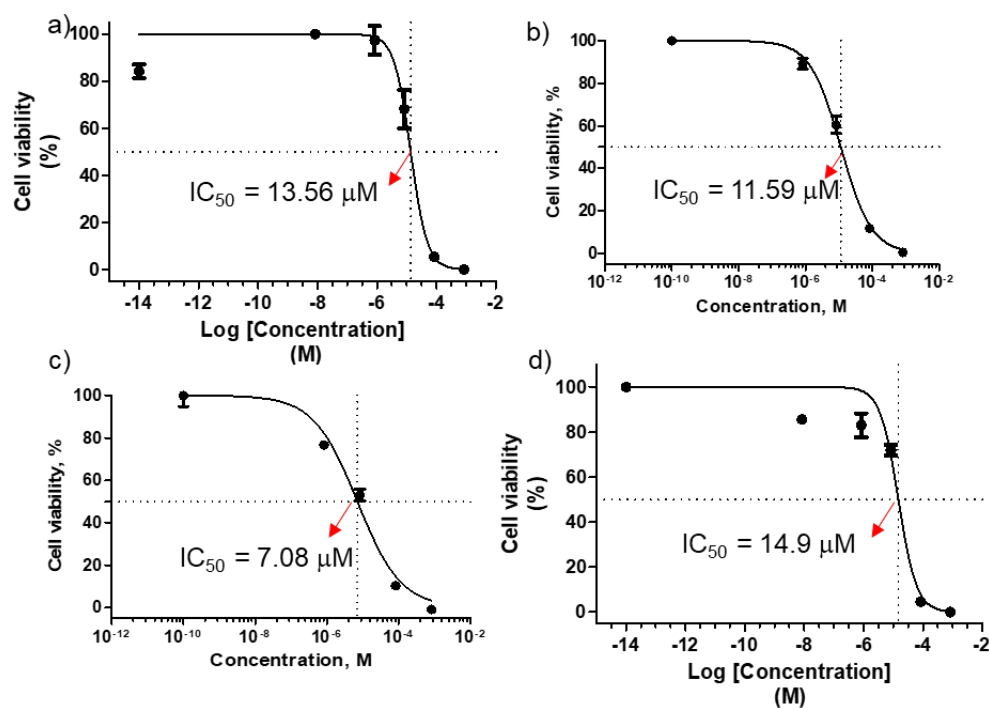 a)
Cell viability
(%)
100
80
60
40
20
0
IC₅₀ = 13.56 μM
-14 -12 -10 -8 -6 -4 -2
Log [Concentration]
(M)
b)
Cell viability, %
100
80
60
40
20
0
IC₅₀ = 11.59 μM
10⁻¹² 10⁻¹⁰ 10⁻⁸ 10⁻⁶ 10⁻⁴ 10⁻²
Concentration, M
c)
Cell viability, %
100
80
60
40
20
0
IC₅₀ = 7.08 μM
10⁻¹² 10⁻¹⁰ 10⁻⁸ 10⁻⁶ 10⁻⁴ 10⁻²
Concentration, M
d)
Cell viability
(%)
100
80
60
40
20
0
IC₅₀ = 14.9 μM
-14 -12 -10 -8 -6 -4 -2
Log [Concentration]
(M)